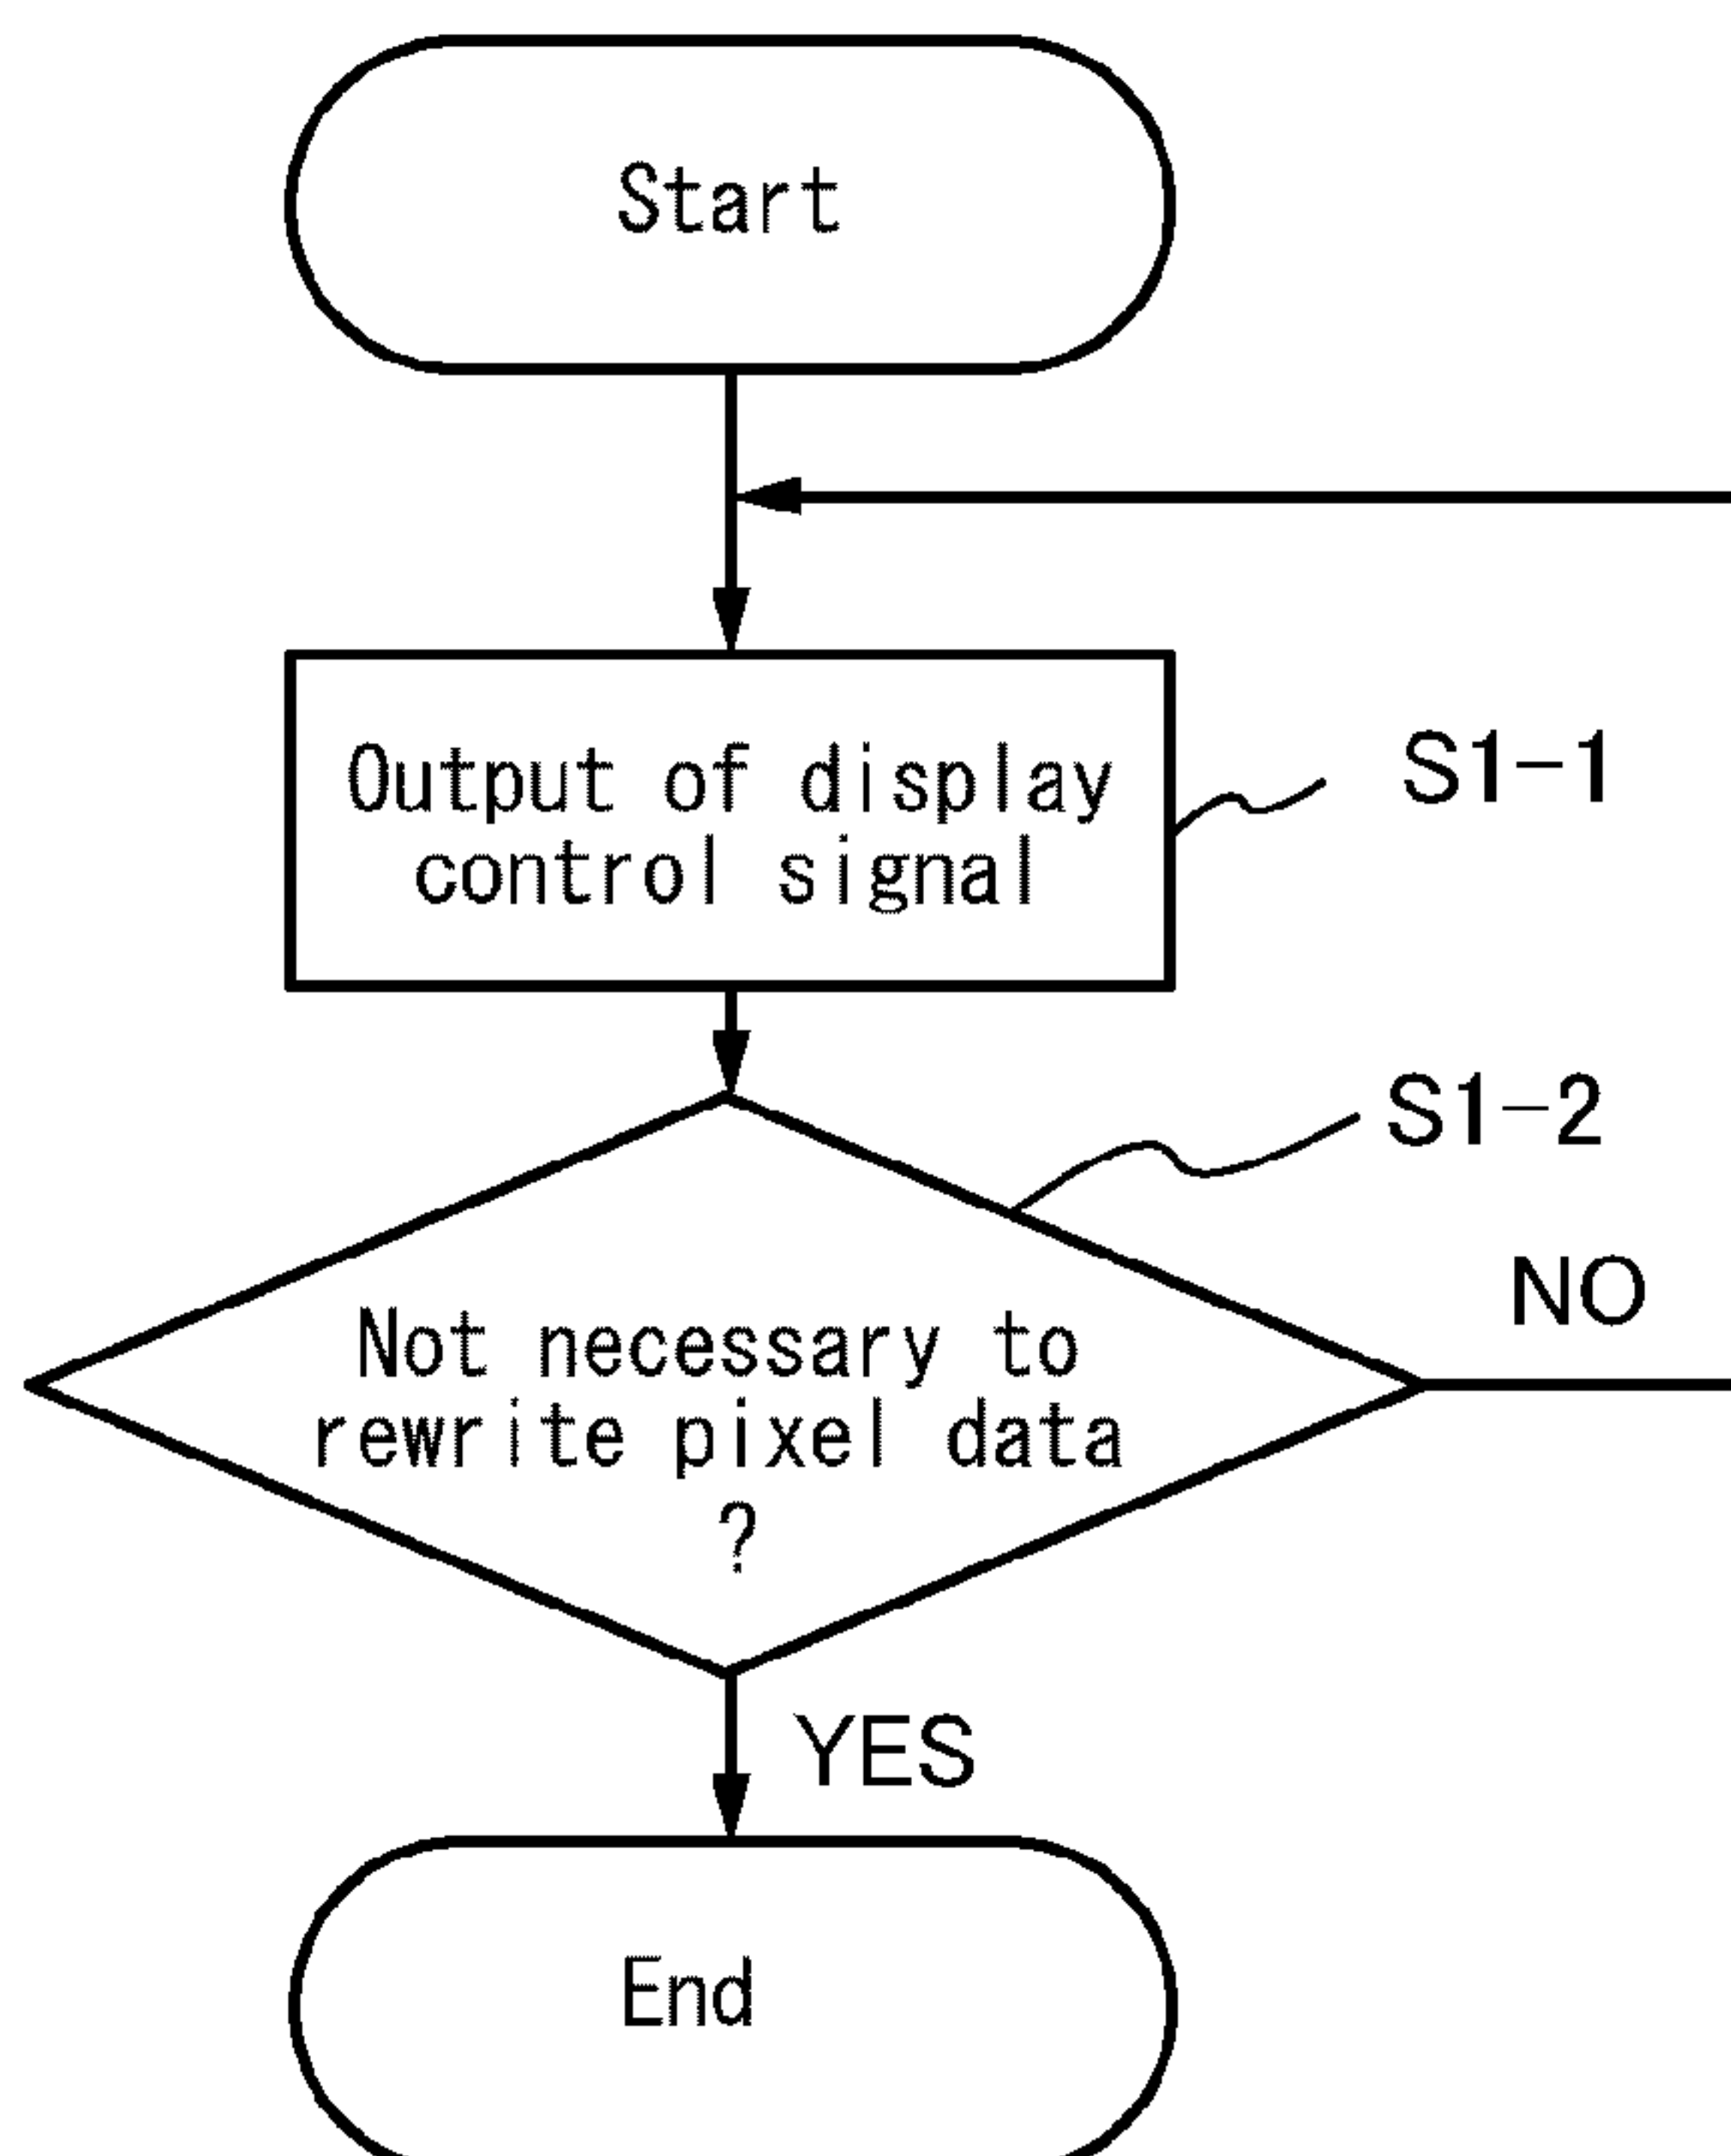 Start
Output of display
control signal
S1-1
S1-2
NO
Not necessary to
rewrite pixel data
?
YES
End